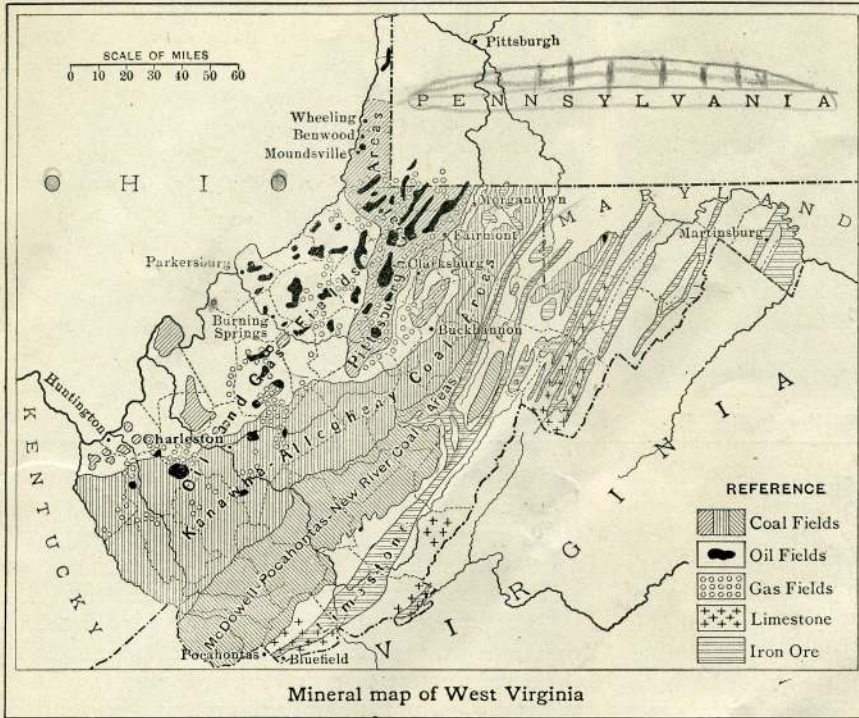 SCALE OF MILES
0 10 20 30 40 50 60
Pittsburgh
PENNSYLVANIA
Wheeling
Benwood
Moundsville
Areas
OHIO
Morgantown
MARYLAND
Fairmont
Martinsburg
Parkersburg
Clarksburg
Pittsburgh
Burning
Springs
Buckhannon
Oil and Gas Fields
Kanawha-Allegheny Coal Areas
Huntington
Charleston
KENTUCKY
McDowell-Pocahontas-New River Coal Areas
Limestone
VIRGINIA
Pocahontas
Bluefield
REFERENCE
Coal Fields
Oil Fields
Gas Fields
Limestone
Iron Ore
Mineral map of West Virginia